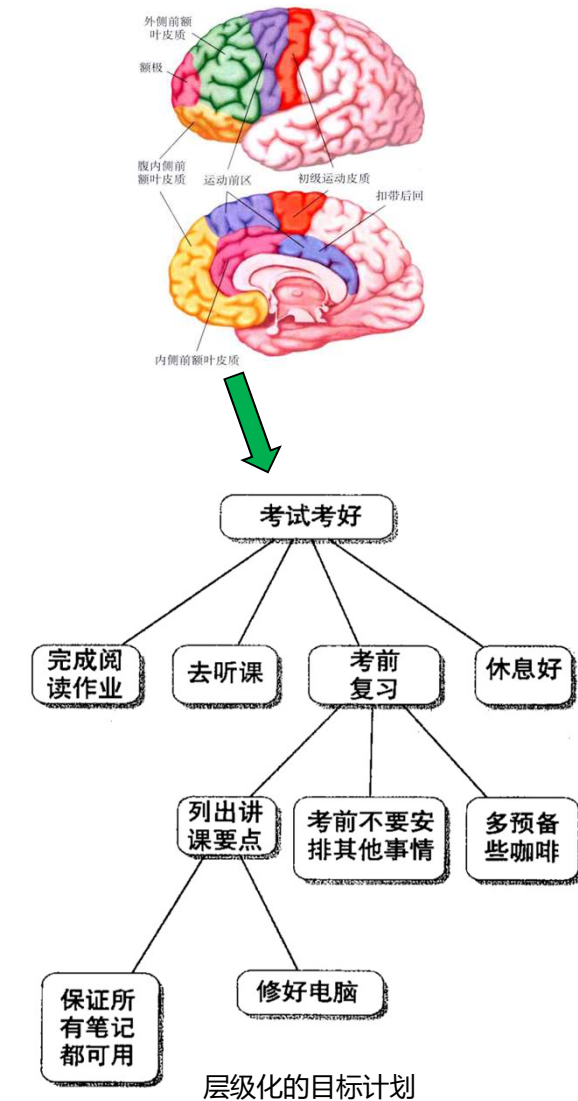 外侧前额
叶皮质
额极
腹内侧前
额叶皮质
运动前区
初级运动皮质
扣带后回
内侧前额叶皮质
考试考好
完成阅
读作业
去听课
考前
复习
休息好
列出讲
课要点
考前不要安
排其他事情
多预备
些咖啡
保证所
有笔记
都可用
修好电脑
层级化的目标计划